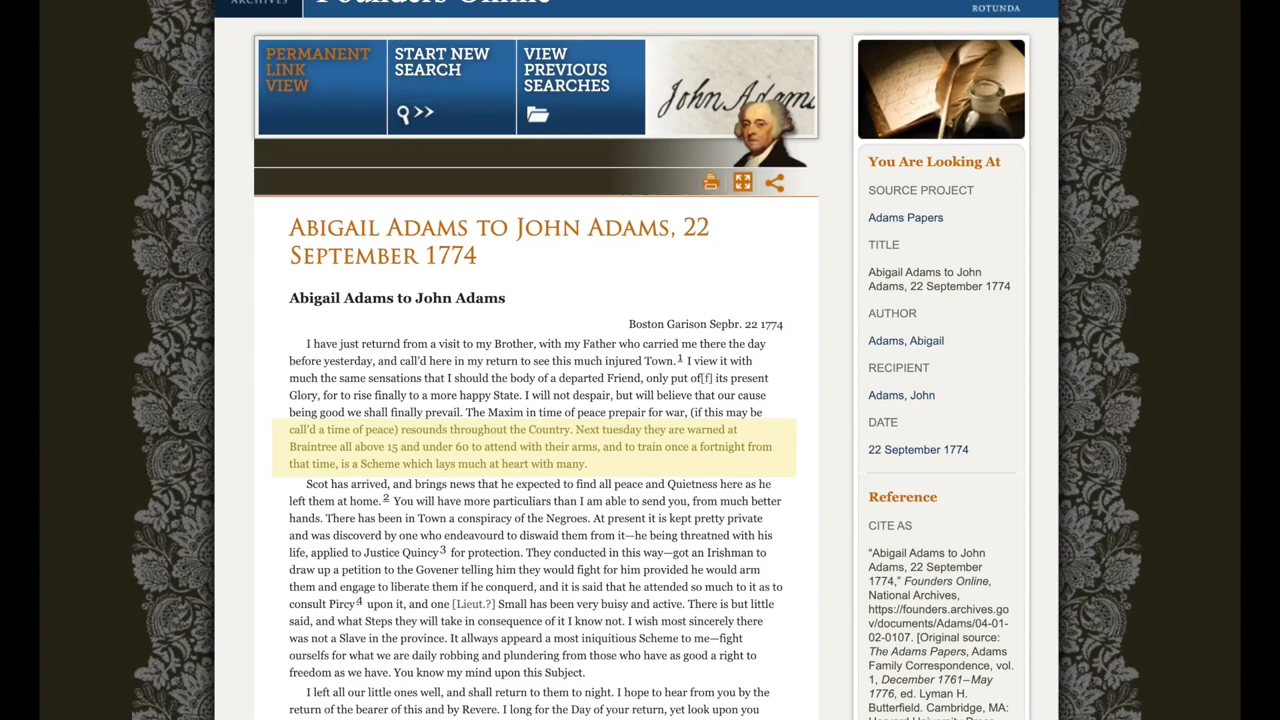 ARCHIVES
Founders Online
ROTUNDA
PERMANENT
LINK
VIEW
START NEW
SEARCH
VIEW
PREVIOUS
SEARCHES
John Adams
ABIGAIL ADAMS TO JOHN ADAMS, 22
SEPTEMBER 1774
Abigail Adams to John Adams
Boston Garison Sepbr. 22 1774
I have just returnd from a visit to my Brother, with my Father who carried me there the day
before yesterday, and call'd here in my return to see this much injured Town.1 I view it with
much the same sensations that I should the body of a departed Friend, only put of[f] its present
Glory, for to rise finally to a more happy State. I will not despair, but will believe that our cause
being good we shall finally prevail. The Maxim in time of peace prepair for war, (if this may be
call'd a time of peace) resounds throughout the Country. Next tuesday they are warned at
Braintree all above 15 and under 60 to attend with their arms, and to train once a fortnight from
that time, is a Scheme which lays much at heart with many.
Scot has arrived, and brings news that he expected to find all peace and Quietness here as he
left them at home.2 You will have more particulars than I am able to send you, from much better
hands. There has been in Town a conspiracy of the Negroes. At present it is kept pretty private
and was discoverd by one who endeavourd to diswaid them from it—he being threatned with his
life, applied to Justice Quincy3 for protection. They conducted in this way—got an Irishman to
draw up a petition to the Govener telling him they would fight for him provided he would arm
them and engage to liberate them if he conquerd, and it is said that he attended so much to it as to
consult Pircy4 upon it, and one [Lieut.?] Small has been very buisy and active. There is but little
said, and what Steps they will take in consequence of it I know not. I wish most sincerely there
was not a Slave in the province. It allways appeard a most iniquitious Scheme to me—fight
ourselfs for what we are daily robbing and plundering from those who have as good a right to
freedom as we have. You know my mind upon this Subject.
I left all our little ones well, and shall return to them to night. I hope to hear from you by the
return of the bearer of this and by Revere. I long for the Day of your return, yet look upon you
You Are Looking At
SOURCE PROJECT
Adams Papers
TITLE
Abigail Adams to John
Adams, 22 September 1774
AUTHOR
Adams, Abigail
RECIPIENT
Adams, John
DATE
22 September 1774
Reference
CITE AS
“Abigail Adams to John
Adams, 22 September
1774,” Founders Online,
National Archives,
https://founders.archives.go
v/documents/Adams/04-01-
02-0107. [Original source:
The Adams Papers, Adams
Family Correspondence, vol.
1, December 1761–May
1776, ed. Lyman H.
Butterfield. Cambridge, MA:
Harvard University Press